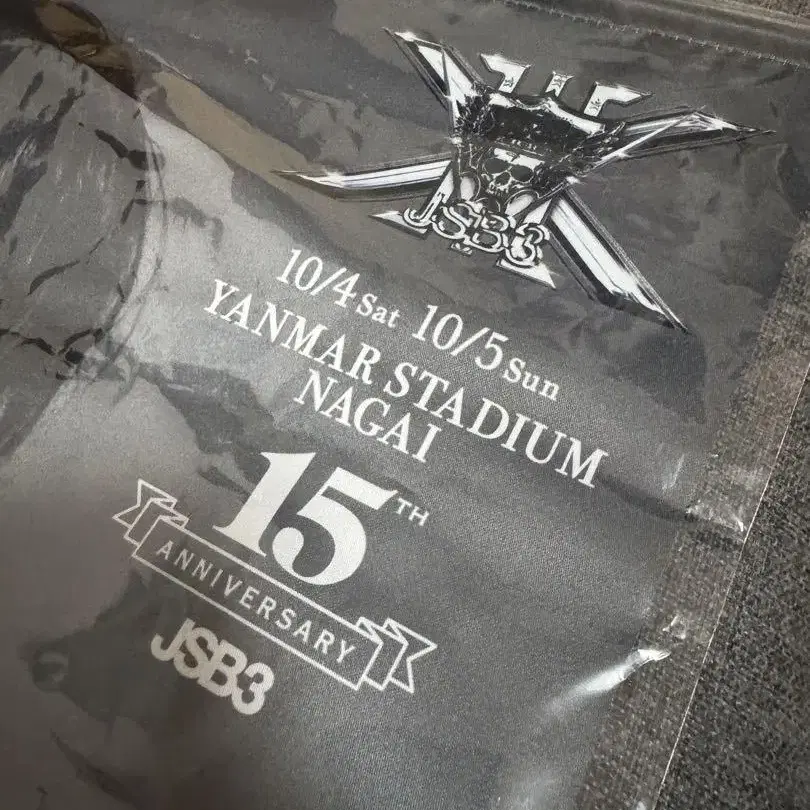 JSB3
10/4 Sat 10/5 Sun
YANMAR STADIUM
NAGAI
15TH
ANNIVERSARY
JSB3